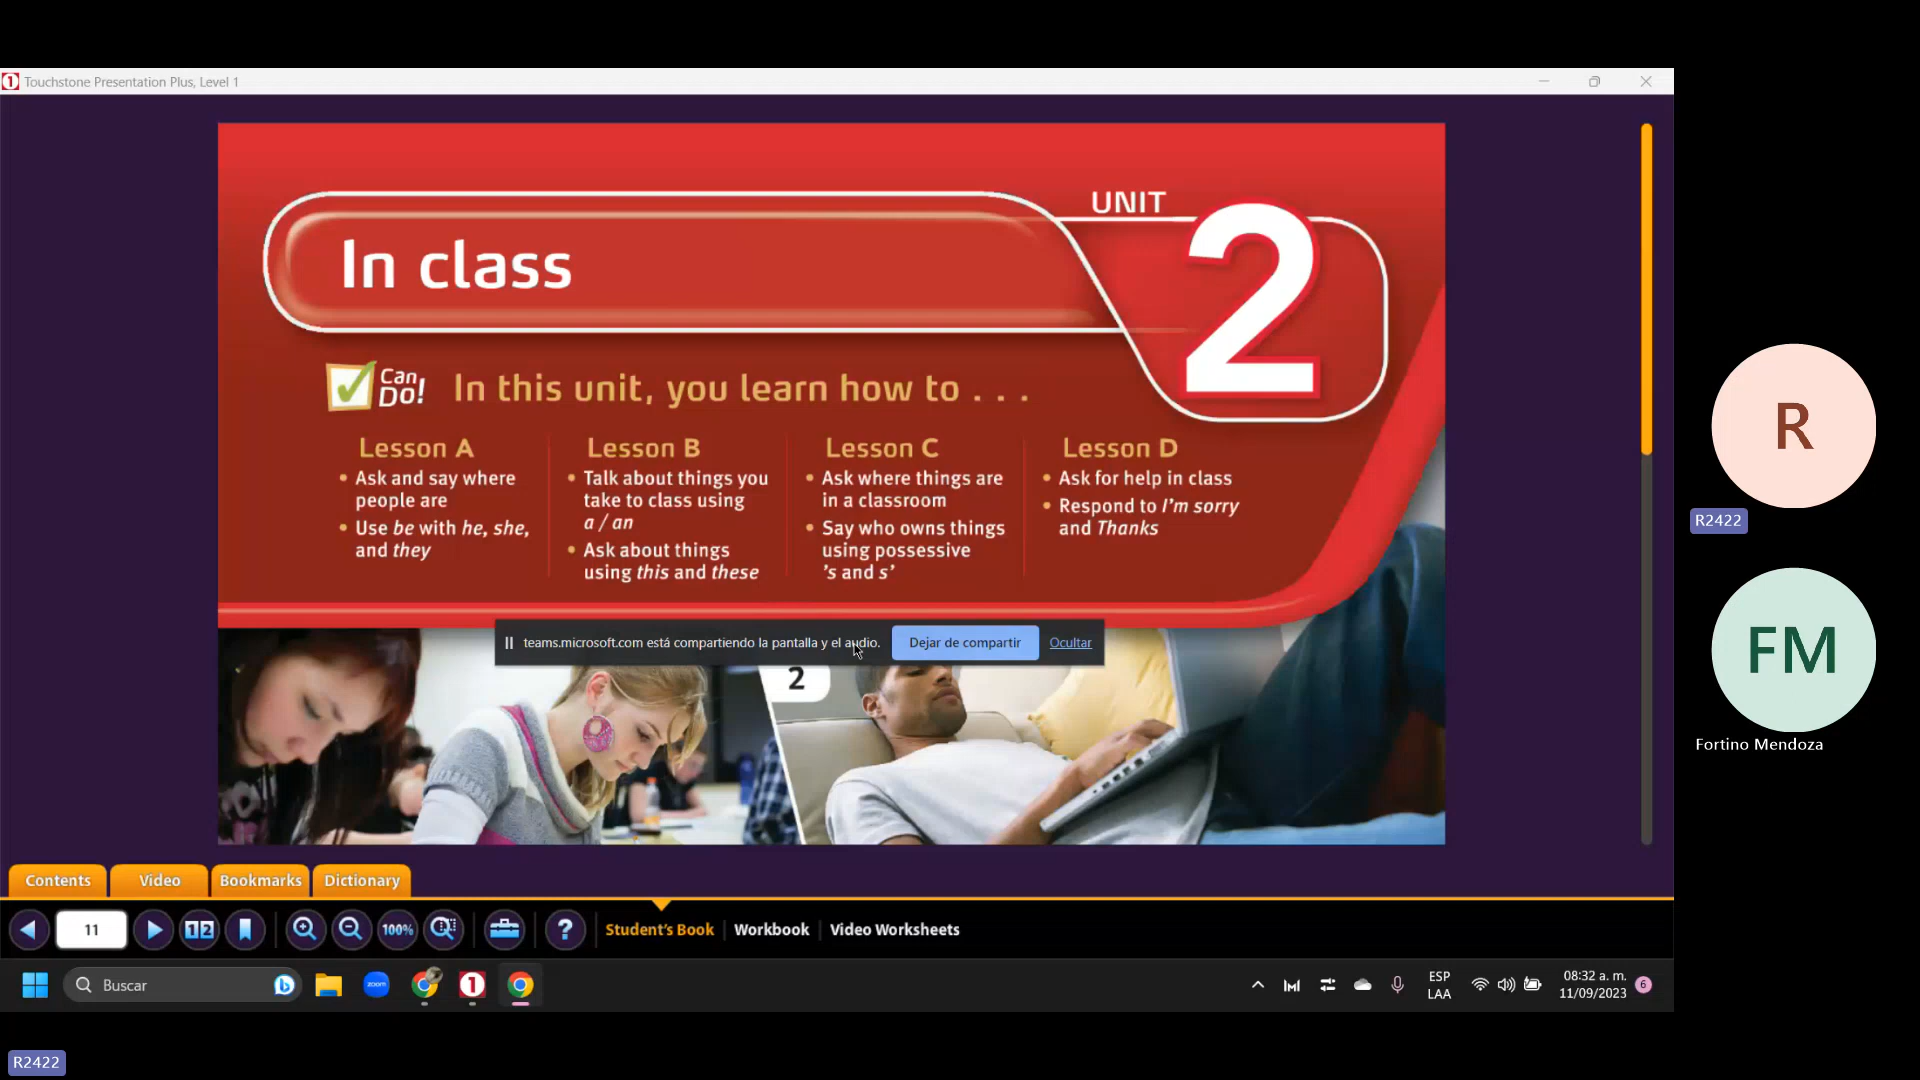 1 Touchstone Presentation Plus, Level 1
UNIT
2
In class
Can Do! In this unit, you learn how to . . .
Lesson A
• Ask and say where
people are
• Use be with he, she,
and they
Lesson B
• Talk about things you
take to class using
a / an
• Ask about things
using this and these
Lesson C
• Ask where things are
in a classroom
• Say who owns things
using possessive
's and s'
Lesson D
• Ask for help in class
• Respond to I'm sorry
and Thanks
teams.microsoft.com está compartiendo la pantalla y el audio. Dejar de compartir Ocultar
2
R
R2422
FM
Fortino Mendoza
Contents Video Bookmarks Dictionary
11 12 100% ? Student's Book Workbook Video Worksheets
Buscar zoom 1 ESP
LAA
08:32 a. m.
11/09/2023 6
R2422